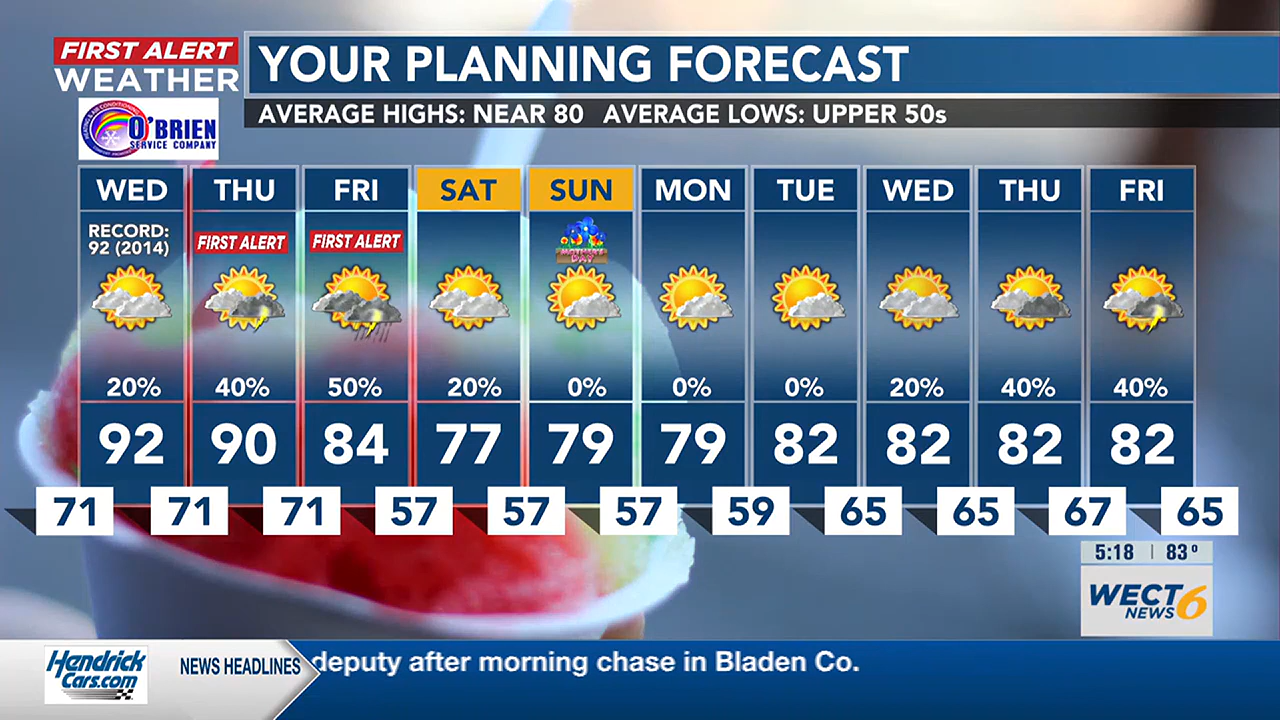 FIRST ALERT
WEATHER
YOUR PLANNING FORECAST
AVERAGE HIGHS: NEAR 80 AVERAGE LOWS: UPPER 50s
O'BRIEN
SERVICE COMPANY
WED THU FRI SAT SUN MON TUE WED THU FRI
RECORD:
92 (2014)
FIRST ALERT FIRST ALERT
DAY
20% 40% 50% 20% 0% 0% 0% 20% 40% 40%
92 90 84 77 79 79 82 82 82 82
71 71 71 57 57 57 59 65 65 67 65
5:18 | 83°
WECT 6
NEWS
Hendrick
Cars.com
NEWS HEADLINES
deputy after morning chase in Bladen Co.